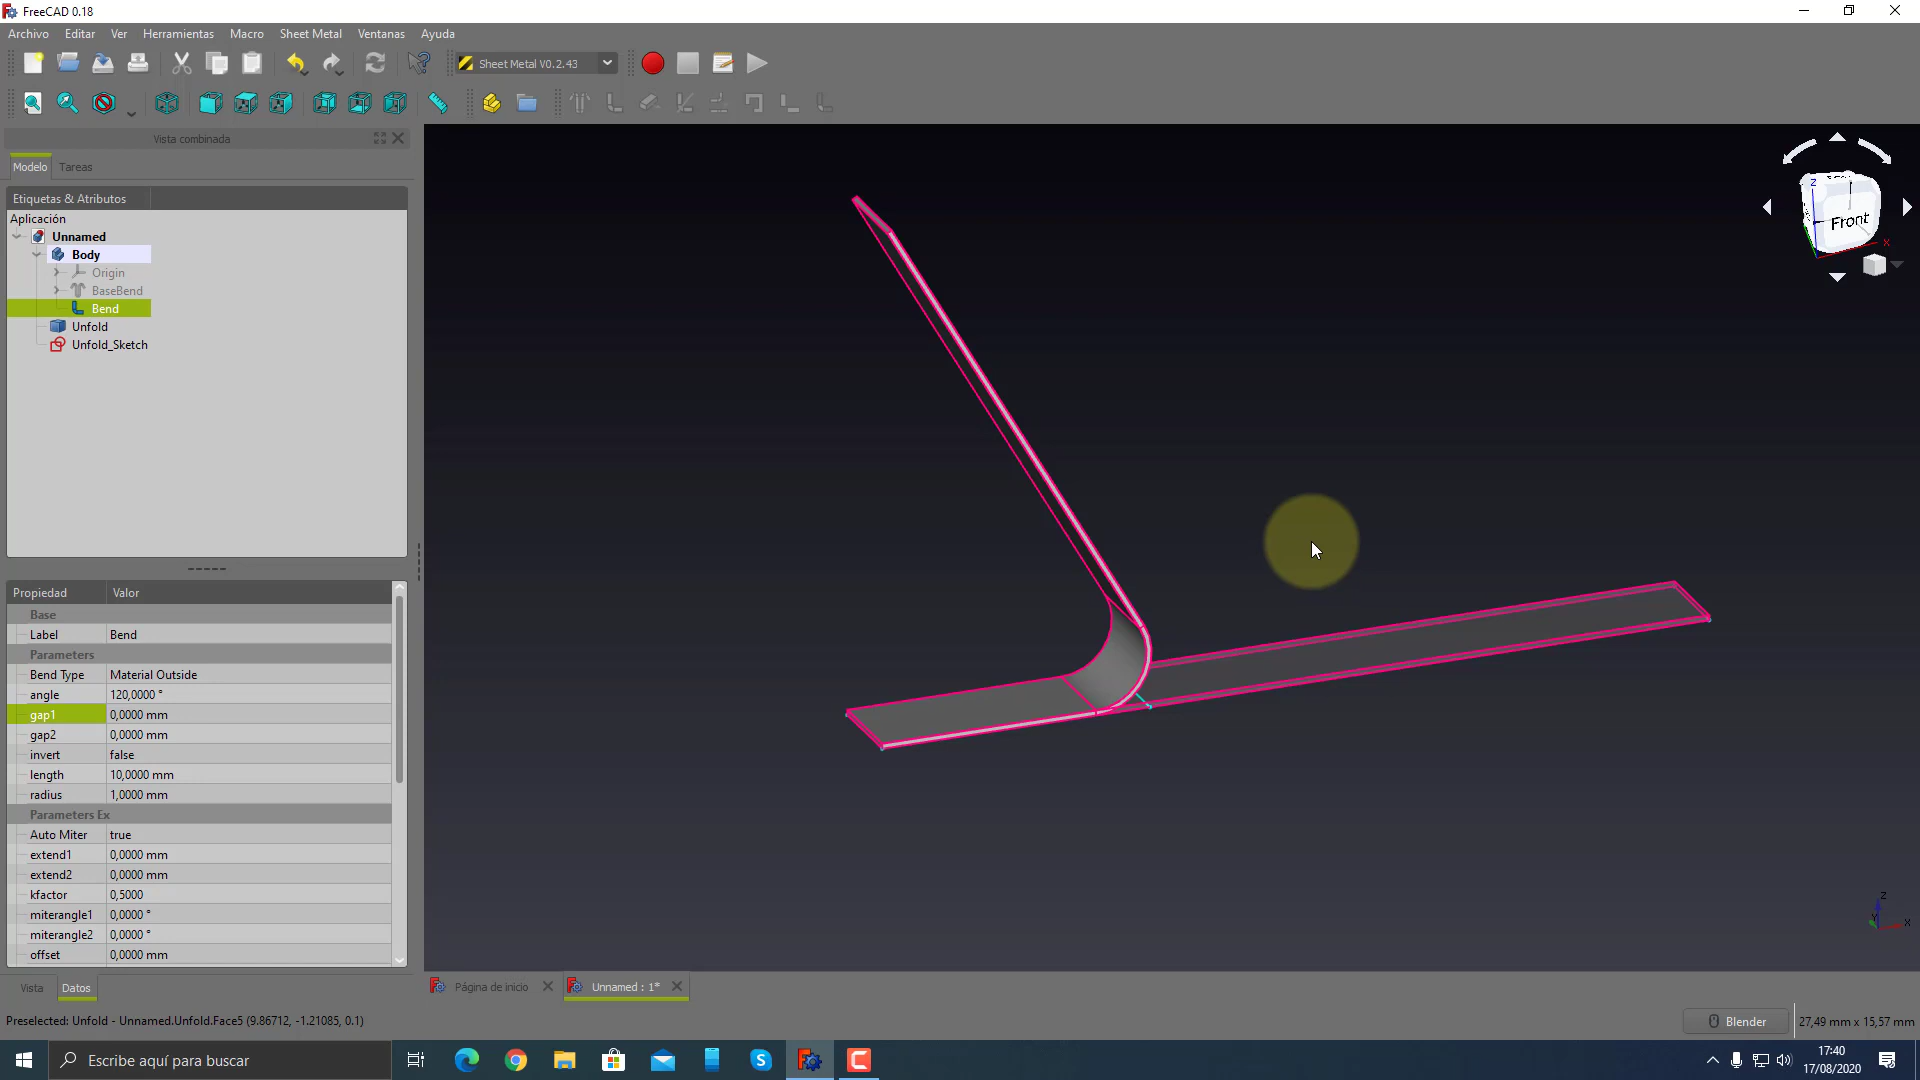 FreeCAD 0.18
Archivo Editar Ver Herramientas Macro Sheet Metal Ventanas Ayuda
Sheet Metal V0.2.43
Vista combinada
Modelo Tareas
Etiquetas & Atributos
Aplicación
Unnamed
Body
Origin
BaseBend
Bend
Unfold
Unfold_Sketch
Propiedad Valor
Base
Label Bend
Parameters
Bend Type Material Outside
angle 120,0000 °
gap1 0,0000 mm
gap2 0,0000 mm
invert false
length 10,0000 mm
radius 1,0000 mm
Parameters Ex
Auto Miter true
extend1 0,0000 mm
extend2 0,0000 mm
kfactor 0,5000
miterangle1 0,0000 °
miterangle2 0,0000 °
offset 0,0000 mm
Vista Datos
Z
Front
X
Z
Y
X
Página de inicio
Unnamed : 1*
Preselected: Unfold - Unnamed.Unfold.Face5 (9.86712, -1.21085, 0.1)
Blender
27,49 mm x 15,57 mm
Escribe aquí para buscar
17:40
17/08/2020